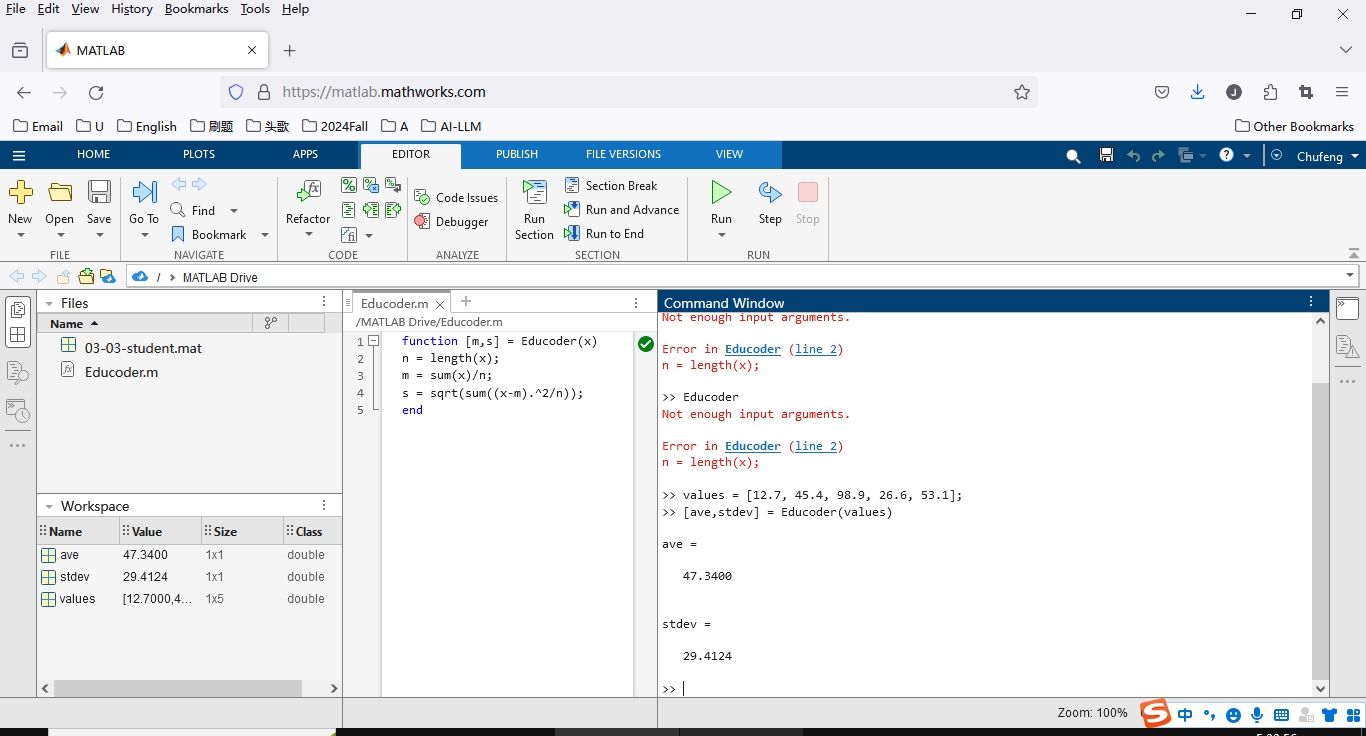 File Edit View History Bookmarks Tools Help
MATLAB
https://matlab.mathworks.com
J
Email U English 刷题 头歌 2024Fall A AI-LLM Other Bookmarks
HOME PLOTS APPS EDITOR PUBLISH FILE VERSIONS VIEW Chufeng
New Open Save Go To Find Bookmark Refactor Code Issues Debugger Run Section Section Break Run and Advance Run to End Run Step Stop
FILE NAVIGATE CODE ANALYZE SECTION RUN
/ MATLAB Drive
Files
Name
03-03-student.mat
Educoder.m
Workspace
Name Value Size Class
ave 47.3400 1x1 double
stdev 29.4124 1x1 double
values [12.7000,4... 1x5 double
Educoder.m
/MATLAB Drive/Educoder.m
1 function [m,s] = Educoder(x)
2 n = length(x);
3 m = sum(x)/n;
4 s = sqrt(sum((x-m).^2/n));
5 end
Command Window
Not enough input arguments.
Error in Educoder (line 2)
n = length(x);
>> Educoder
Not enough input arguments.
Error in Educoder (line 2)
n = length(x);
>> values = [12.7, 45.4, 98.9, 26.6, 53.1];
>> [ave,stdev] = Educoder(values)
ave =
47.3400
stdev =
29.4124
>>
Zoom: 100%
S 中